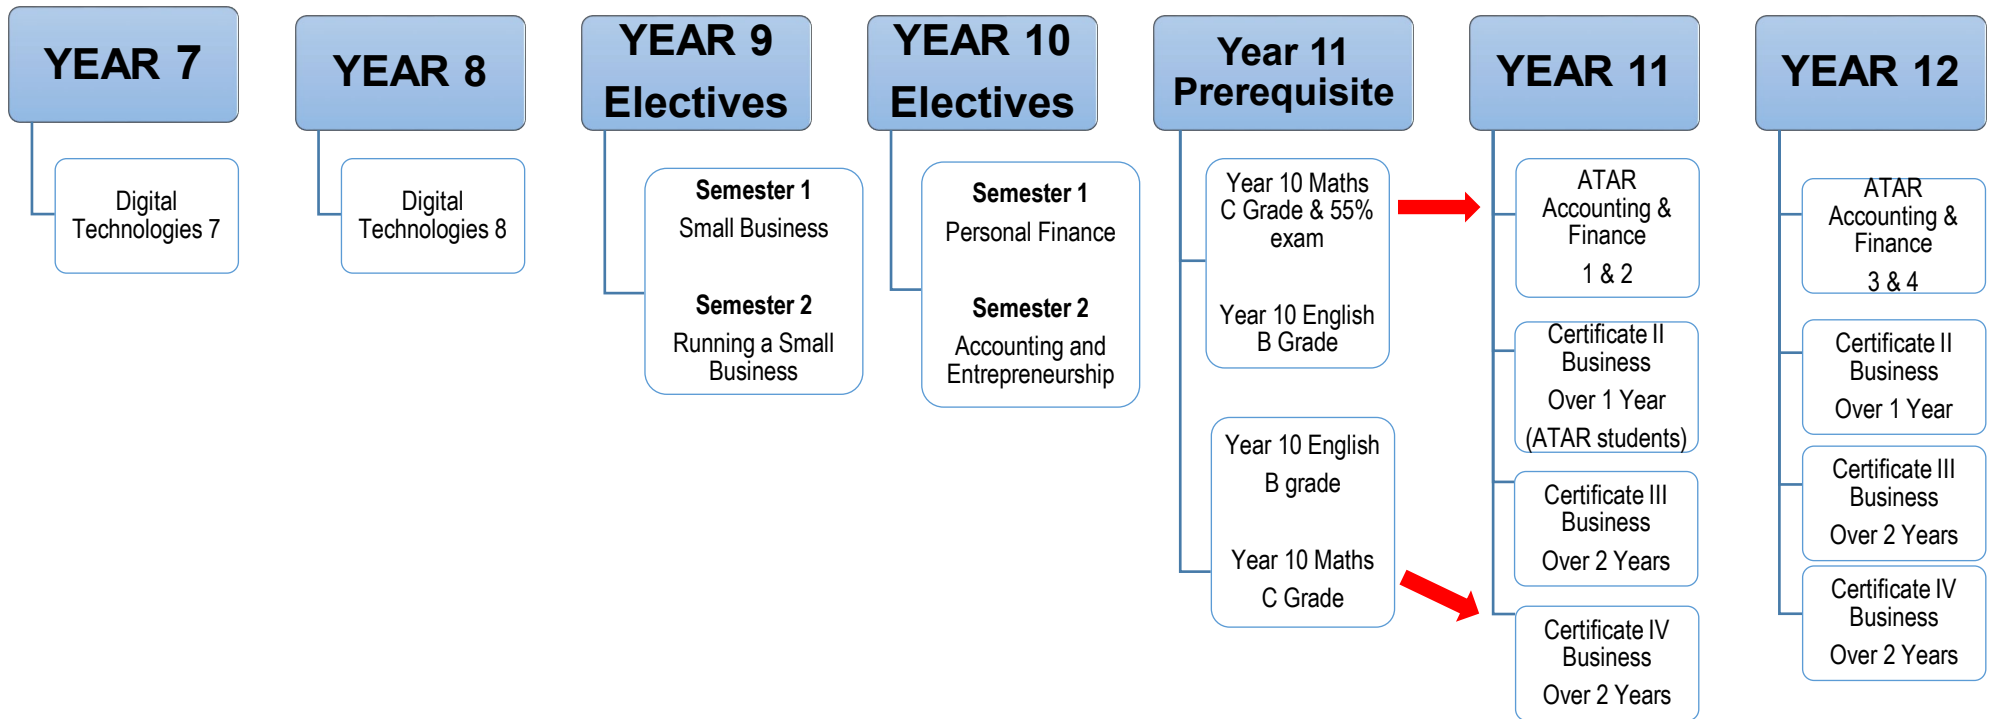 YEAR 7
Digital
Technologies 7
YEAR 8
Digital
Technologies 8
YEAR 9
Electives
Semester 1
Small Business
Semester 2
Running a Small
Business
YEAR 10
Electives
Semester 1
Personal Finance
Semester 2
Accounting and
Entrepreneurship
Year 11
Prerequisite
Year 10 Maths
C Grade & 55%
exam
Year 10 English
B Grade
Year 10 English
B grade
Year 10 Maths
C Grade
YEAR 11
ATAR
Accounting &
Finance
1 & 2
Certificate II
Business
Over 1 Year
(ATAR students)
Certificate III
Business
Over 2 Years
Certificate IV
Business
Over 2 Years
YEAR 12
ATAR
Accounting &
Finance
3 & 4
Certificate II
Business
Over 1 Year
Certificate III
Business
Over 2 Years
Certificate IV
Business
Over 2 Years